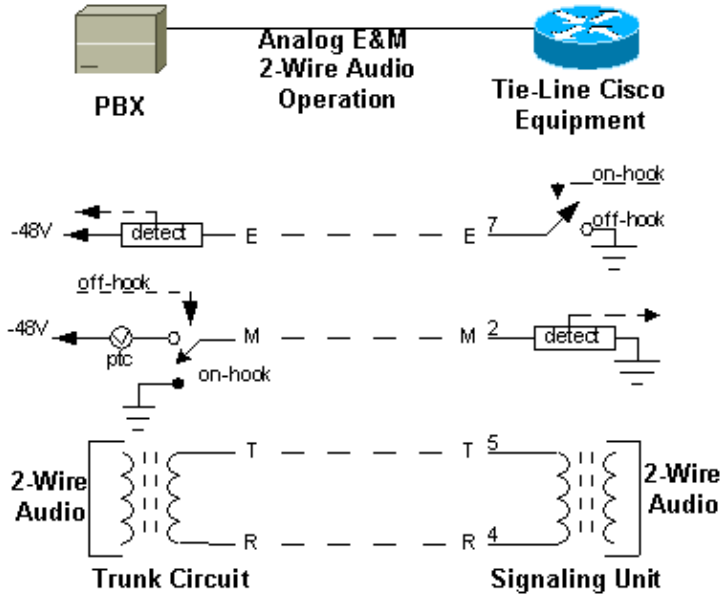 Analog E&M
2-Wire Audio
Operation
PBX
Tie-Line Cisco
Equipment
on-hook
-48V
detect
E
E
7
off-hook
off-hook
-48V
ptc
M
M
2
detect
on-hook
T
T
5
2-Wire
Audio
2-Wire
Audio
R
R
4
Trunk Circuit
Signaling Unit